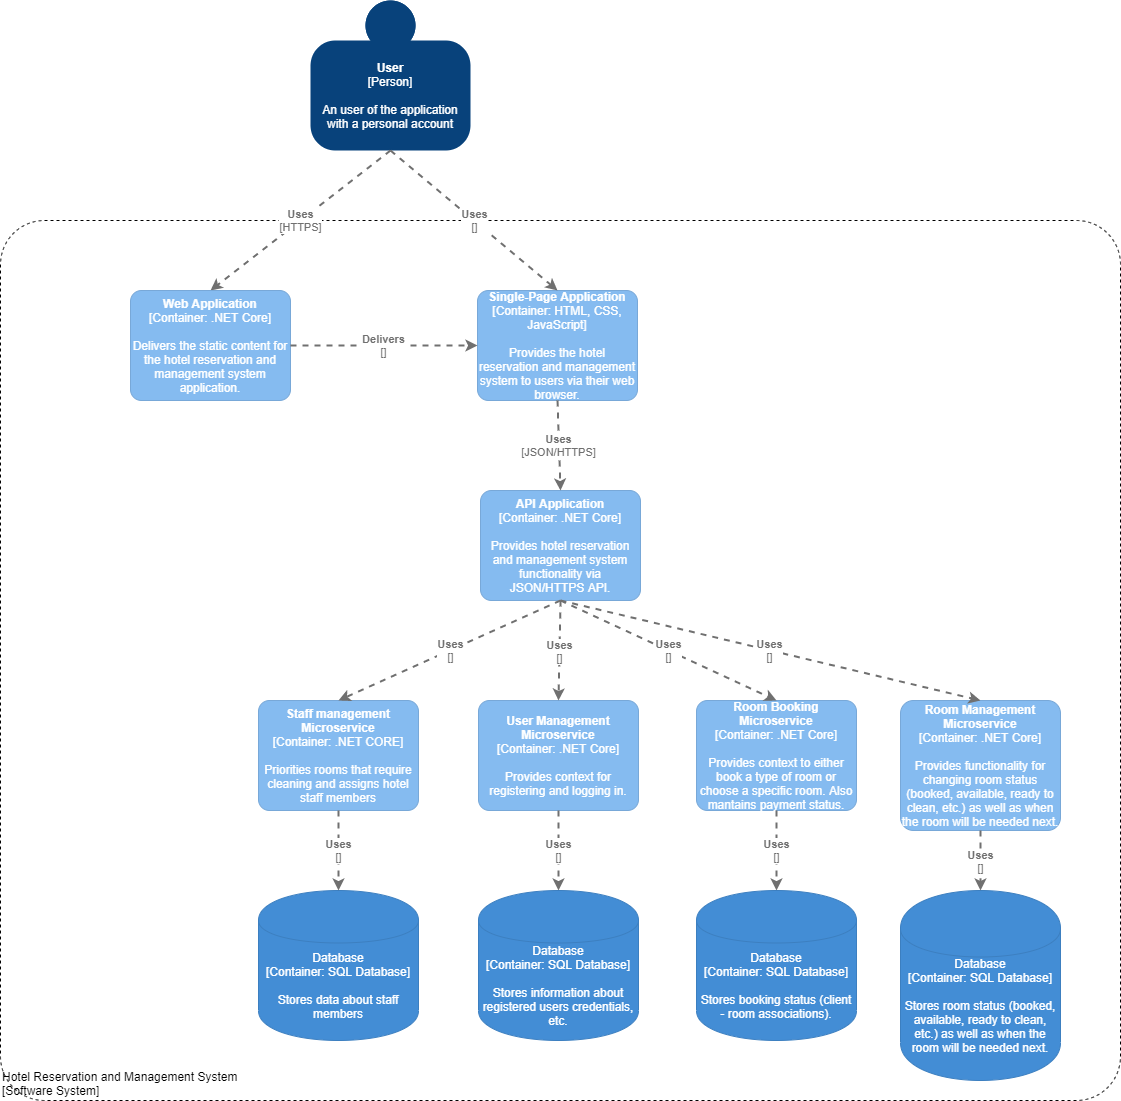 User
[Person]
An user of the application
with a personal account
Uses
[HTTPS]
Uses
[]
Web Application
[Container: .NET Core]
Delivers the static content for
the hotel reservation and
management system
application.
Delivers
[]
Single-Page Application
[Container: HTML, CSS,
JavaScript]
Provides the hotel
reservation and management
system to users via their web
browser.
Uses
[JSON/HTTPS]
API Application
[Container: .NET Core]
Provides hotel reservation
and management system
functionality via
JSON/HTTPS API.
Uses
[]
Uses
[]
Uses
[]
Uses
[]
Staff management
Microservice
[Container: .NET CORE]
Priorities rooms that require
cleaning and assigns hotel
staff members
User Management
Microservice
[Container: .NET Core]
Provides context for
registering and logging in.
Room Booking
Microservice
[Container: .NET Core]
Provides context to either
book a type of room or
choose a specific room. Also
mantains payment status.
Room Management
Microservice
[Container: .NET Core]
Provides functionality for
changing room status
(booked, available, ready to
clean, etc.) as well as when
the room will be needed next.
Uses
[]
Uses
[]
Uses
[]
Uses
[]
Database
[Container: SQL Database]
Stores data about staff
members
Database
[Container: SQL Database]
Stores information about
registered users credentials,
etc.
Database
[Container: SQL Database]
Stores booking status (client
- room associations).
Database
[Container: SQL Database]
Stores room status (booked,
available, ready to clean,
etc.) as well as when the
room will be needed next.
Hotel Reservation and Management System
[Software System]